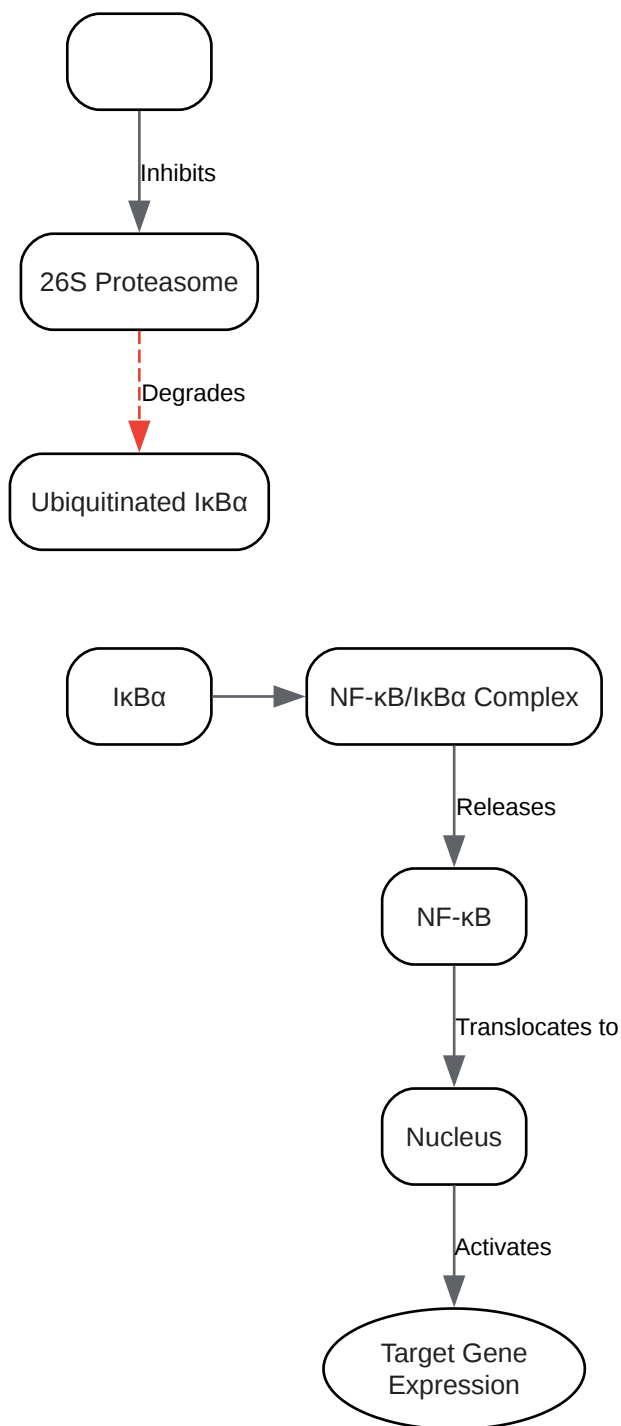 Inhibits
26S Proteasome
Degrades
Ubiquitinated IκBα
IκBα
NF-κB/IκBα Complex
Releases
NF-κB
Translocates to
Nucleus
Activates
Target Gene
Expression